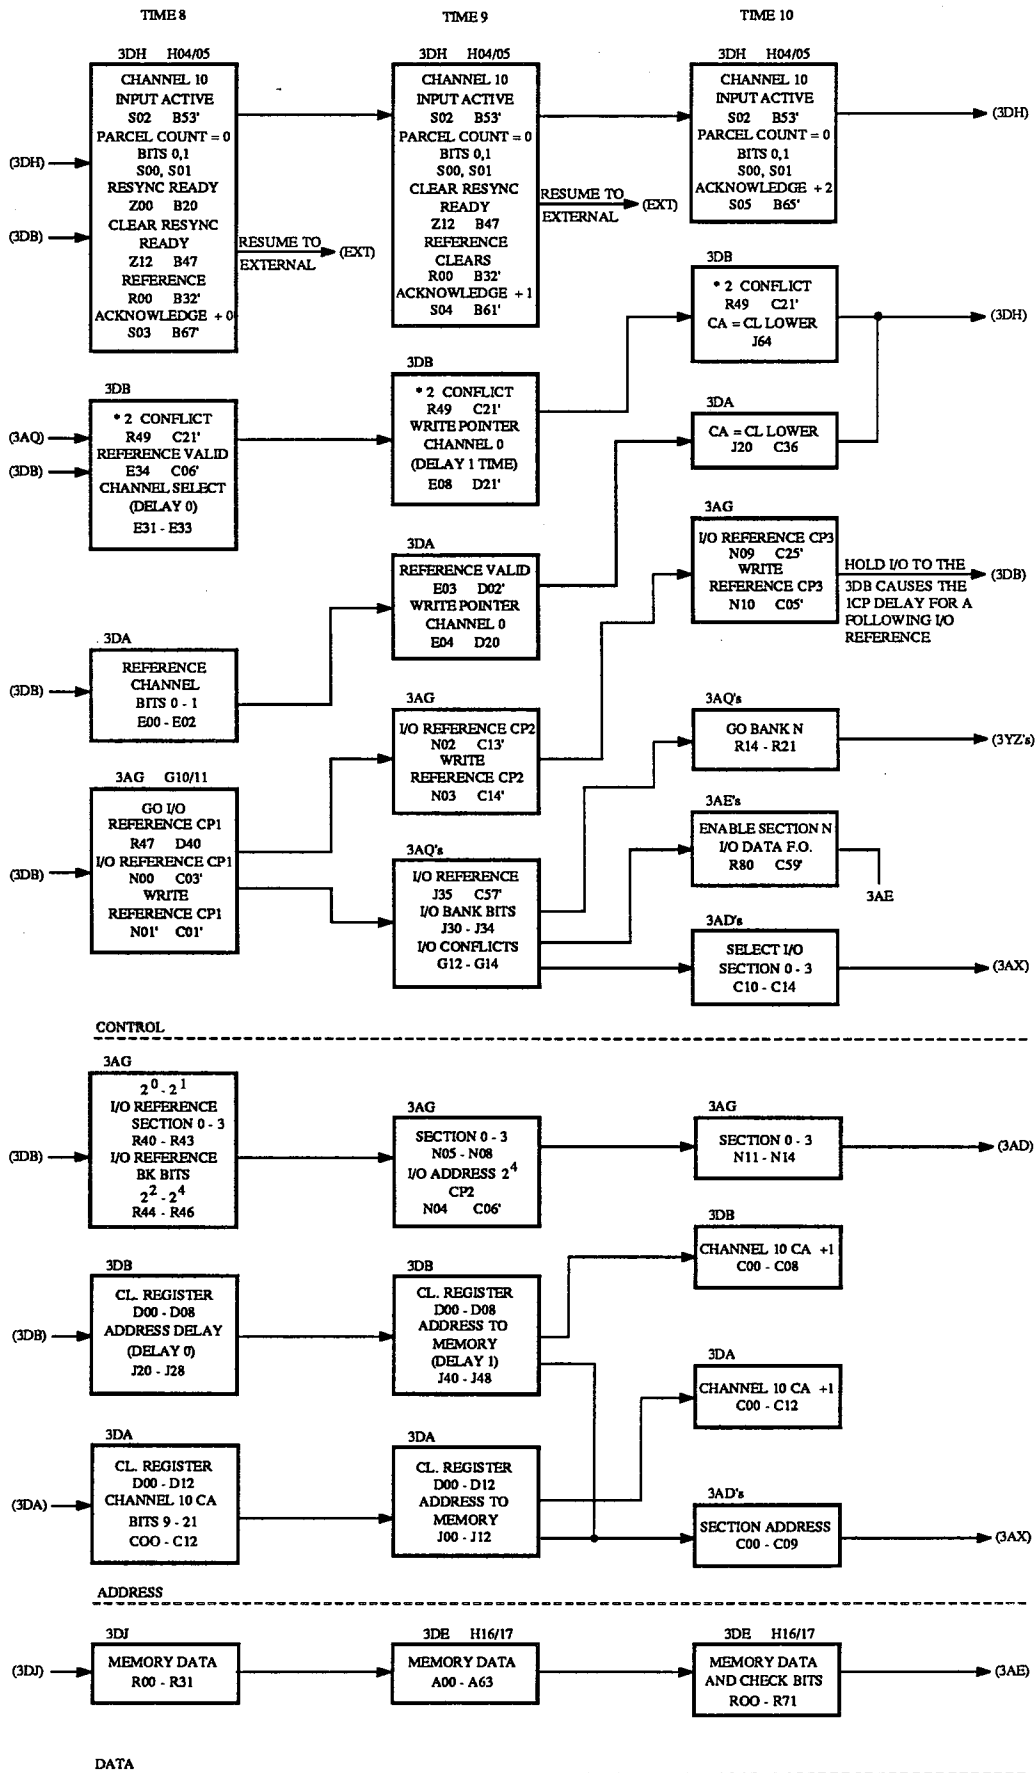 TIME 8
TIME 9
TIME 10
3DH H04/05
CHANNEL 10
INPUT ACTIVE
S02 B53'
PARCEL COUNT = 0
BITS 0,1
S00, S01
RESYNC READY
Z00 B20
CLEAR RESYNC
READY
Z12 B47
REFERENCE
R00 B32'
ACKNOWLEDGE + 0
S03 B67'
(3DH)
(3DB)
RESUME TO
EXTERNAL
(EXT)
3DH H04/05
CHANNEL 10
INPUT ACTIVE
S02 B53'
PARCEL COUNT = 0
BITS 0,1
S00, S01
CLEAR RESYNC
READY
Z12 B47
REFERENCE
CLEARS
R00 B32'
ACKNOWLEDGE + 1
S04 B61'
RESUME TO
EXTERNAL
(EXT)
3DH H04/05
CHANNEL 10
INPUT ACTIVE
S02 B53'
PARCEL COUNT = 0
BITS 0,1
S00, S01
ACKNOWLEDGE + 2
S05 B65'
(3DH)
3DB
* 2 CONFLICT
R49 C21'
REFERENCE VALID
E34 C06'
CHANNEL SELECT
(DELAY 0)
E31 - E33
(3AQ)
(3DB)
3DB
* 2 CONFLICT
R49 C21'
WRITE POINTER
CHANNEL 0
(DELAY 1 TIME)
E08 D21'
3DB
* 2 CONFLICT
R49 C21'
CA = CL LOWER
J64
(3DH)
3DA
CA = CL LOWER
J20 C36
3DA
REFERENCE
CHANNEL
BITS 0 - 1
E00 - E02
(3DB)
3DA
REFERENCE VALID
E03 D02'
WRITE POINTER
CHANNEL 0
E04 D20
3AG
I/O REFERENCE CP3
N09 C25'
WRITE
REFERENCE CP3
N10 C05'
HOLD I/O TO THE
3DB CAUSES THE
1CP DELAY FOR A
FOLLOWING I/O
REFERENCE
(3DB)
3AG G10/11
GO I/O
REFERENCE CP1
R47 D40
I/O REFERENCE CP1
N00 C03'
WRITE
REFERENCE CP1
N01' C01'
(3DB)
3AG
I/O REFERENCE CP2
N02 C13'
WRITE
REFERENCE CP2
N03 C14'
3AQ's
I/O REFERENCE
J35 C57'
I/O BANK BITS
J30 - J34
I/O CONFLICTS
G12 - G14
3AQ's
GO BANK N
R14 - R21
(3YZ's)
3AE's
ENABLE SECTION N
I/O DATA F.O.
R80 C59'
3AE
3AD's
SELECT I/O
SECTION 0 - 3
C10 - C14
(3AX)
CONTROL
3AG
2^0 - 2^1
I/O REFERENCE
SECTION 0 - 3
R40 - R43
I/O REFERENCE
BK BITS
2^2 - 2^4
R44 - R46
(3DB)
3AG
SECTION 0 - 3
N05 - N08
I/O ADDRESS 2^4
CP2
N04 C06'
3AG
SECTION 0 - 3
N11 - N14
(3AD)
3DB
CL. REGISTER
D00 - D08
ADDRESS DELAY
(DELAY 0)
J20 - J28
(3DB)
3DB
CL. REGISTER
D00 - D08
ADDRESS TO
MEMORY
(DELAY 1)
J40 - J48
3DB
CHANNEL 10 CA +1
C00 - C08
3DA
CHANNEL 10 CA +1
C00 - C12
3DA
CL. REGISTER
D00 - D12
CHANNEL 10 CA
BITS 9 - 21
COO - C12
(3DA)
3DA
CL. REGISTER
D00 - D12
ADDRESS TO
MEMORY
J00 - J12
3AD's
SECTION ADDRESS
C00 - C09
(3AX)
ADDRESS
3DJ
MEMORY DATA
R00 - R31
(3DJ)
3DE H16/17
MEMORY DATA
A00 - A63
3DE H16/17
MEMORY DATA
AND CHECK BITS
ROO - R71
(3AE)
DATA